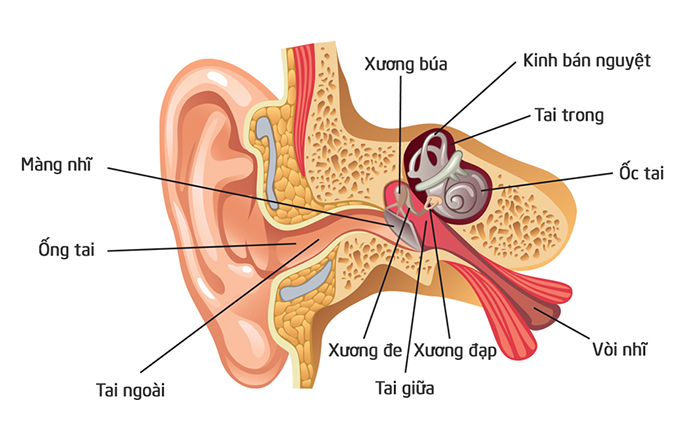 Xương búa
Kinh bán nguyệt
Tai trong
Màng nhĩ
Ốc tai
Ống tai
Xương đe
Xương đạp
Vòi nhĩ
Tai ngoài
Tai giữa